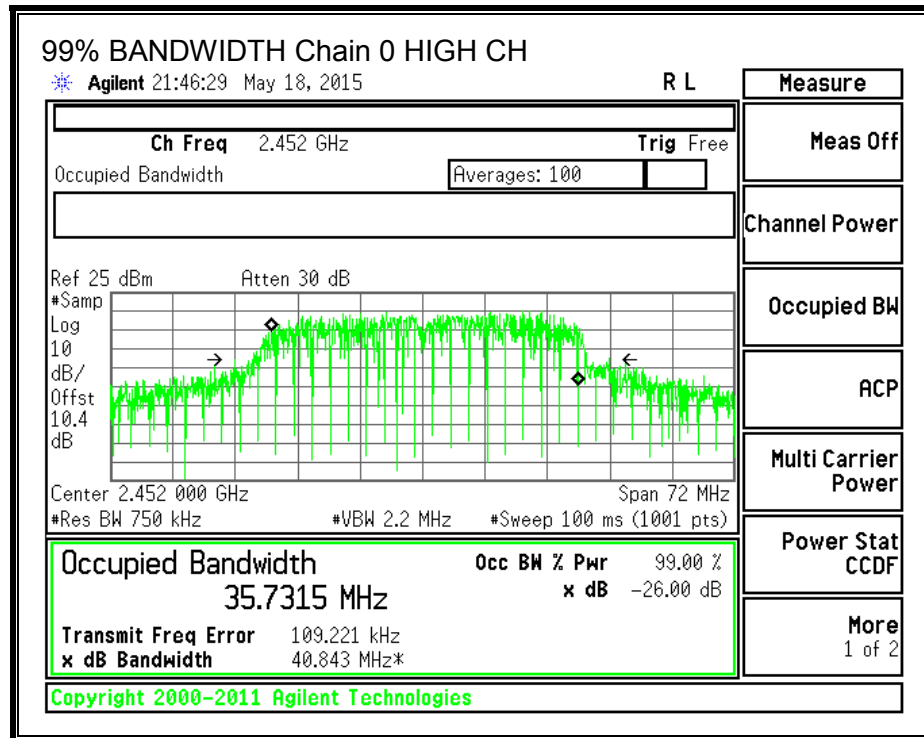 99% BANDWIDTH Chain 0 HIGH CH
Agilent 21:46:29 May 18, 2015 R L
Measure
Ch Freq 2.452 GHz Trig Free
Meas Off
Occupied Bandwidth Averages: 100
Channel Power
Ref 25 dBm Atten 30 dB
#Samp
Log
10
dB/
Offst
10.4
dB
Occupied BW
ACP
Multi Carrier
Power
Center 2.452 000 GHz Span 72 MHz
#Res BW 750 kHz #VBW 2.2 MHz #Sweep 100 ms (1001 pts)
Power Stat
CCDF
Occupied Bandwidth Occ BW % Pwr 99.00 %
35.7315 MHz x dB -26.00 dB
Transmit Freq Error 109.221 kHz
x dB Bandwidth 40.843 MHz*
More
1 of 2
Copyright 2000-2011 Agilent Technologies